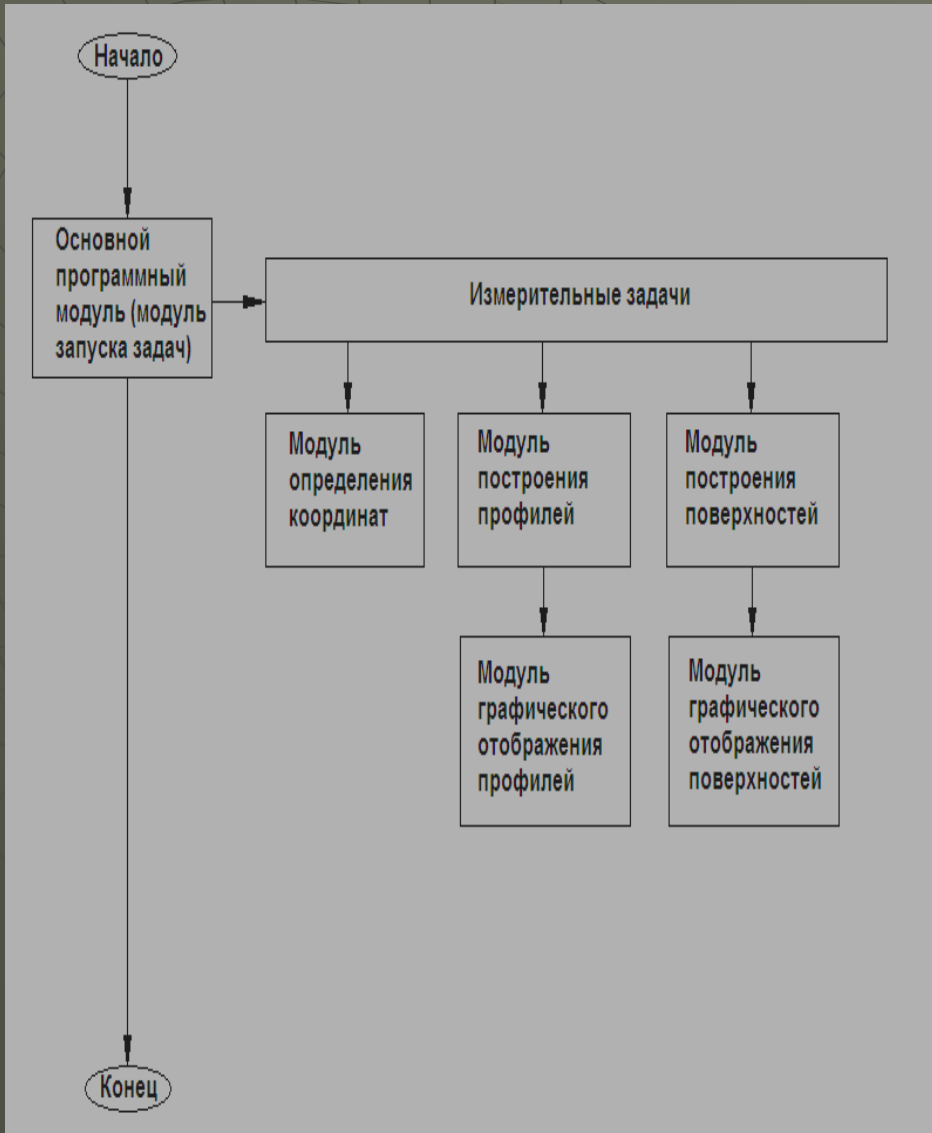 Начало
Основной
программный
модуль (модуль
запуска задач)
Измерительные задачи
Модуль
определения
координат
Модуль
построения
профилей
Модуль
построения
поверхностей
Модуль
графического
отображения
профилей
Модуль
графического
отображения
поверхностей
Конец